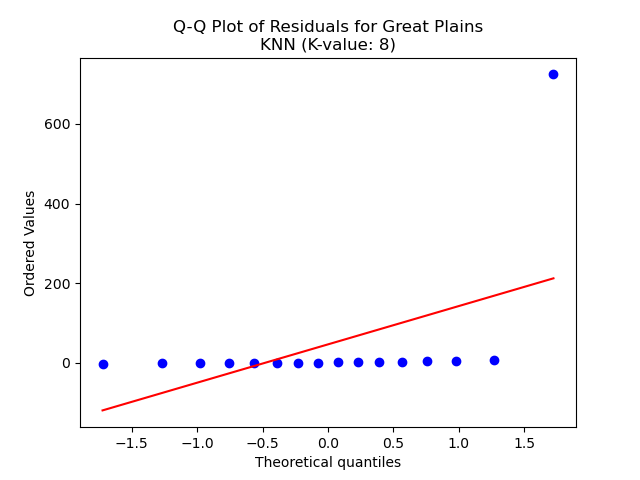 Q-Q Plot of Residuals for Great Plains
KNN (K-value: 8)
Ordered Values
600
400
200
0
−1.5
−1.0
−0.5
0.0
0.5
1.0
1.5
Theoretical quantiles